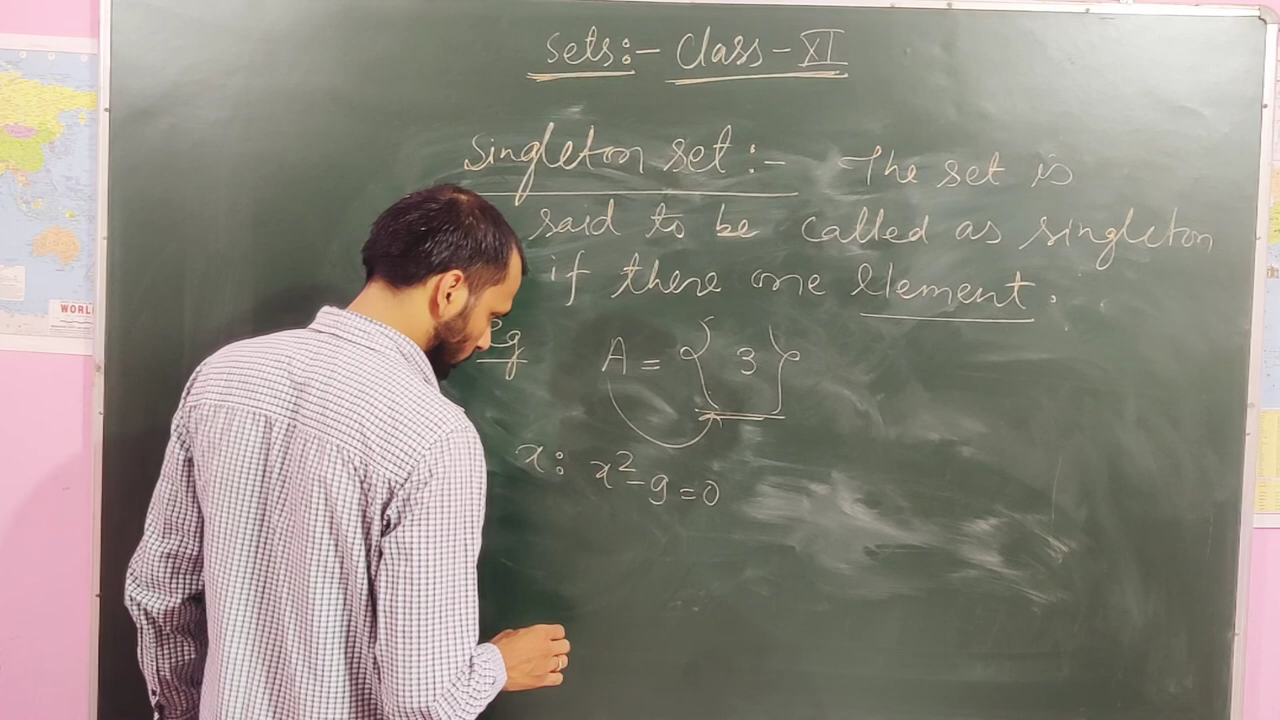 Sets:- Class - XI
Singleton set :- The set is
said to be called as singleton
if there one element.
eg A = { 3 }
x: x²-9=0
WORL